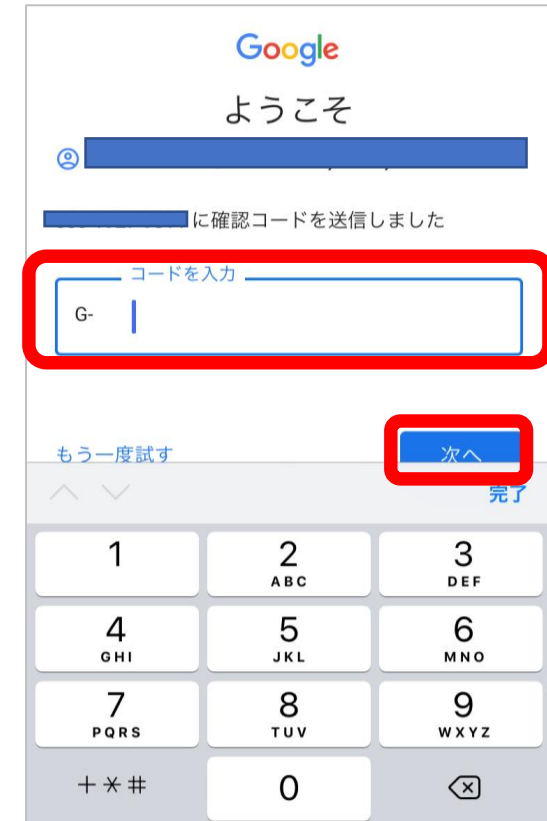 Google
ようこそ
に確認コードを送信しました
コードを入力
G-
もう一度試す
次へ
完了
1
2
ABC
3
DEF
4
GHI
5
JKL
6
MNO
7
PQRS
8
TUV
9
WXYZ
+*#
0